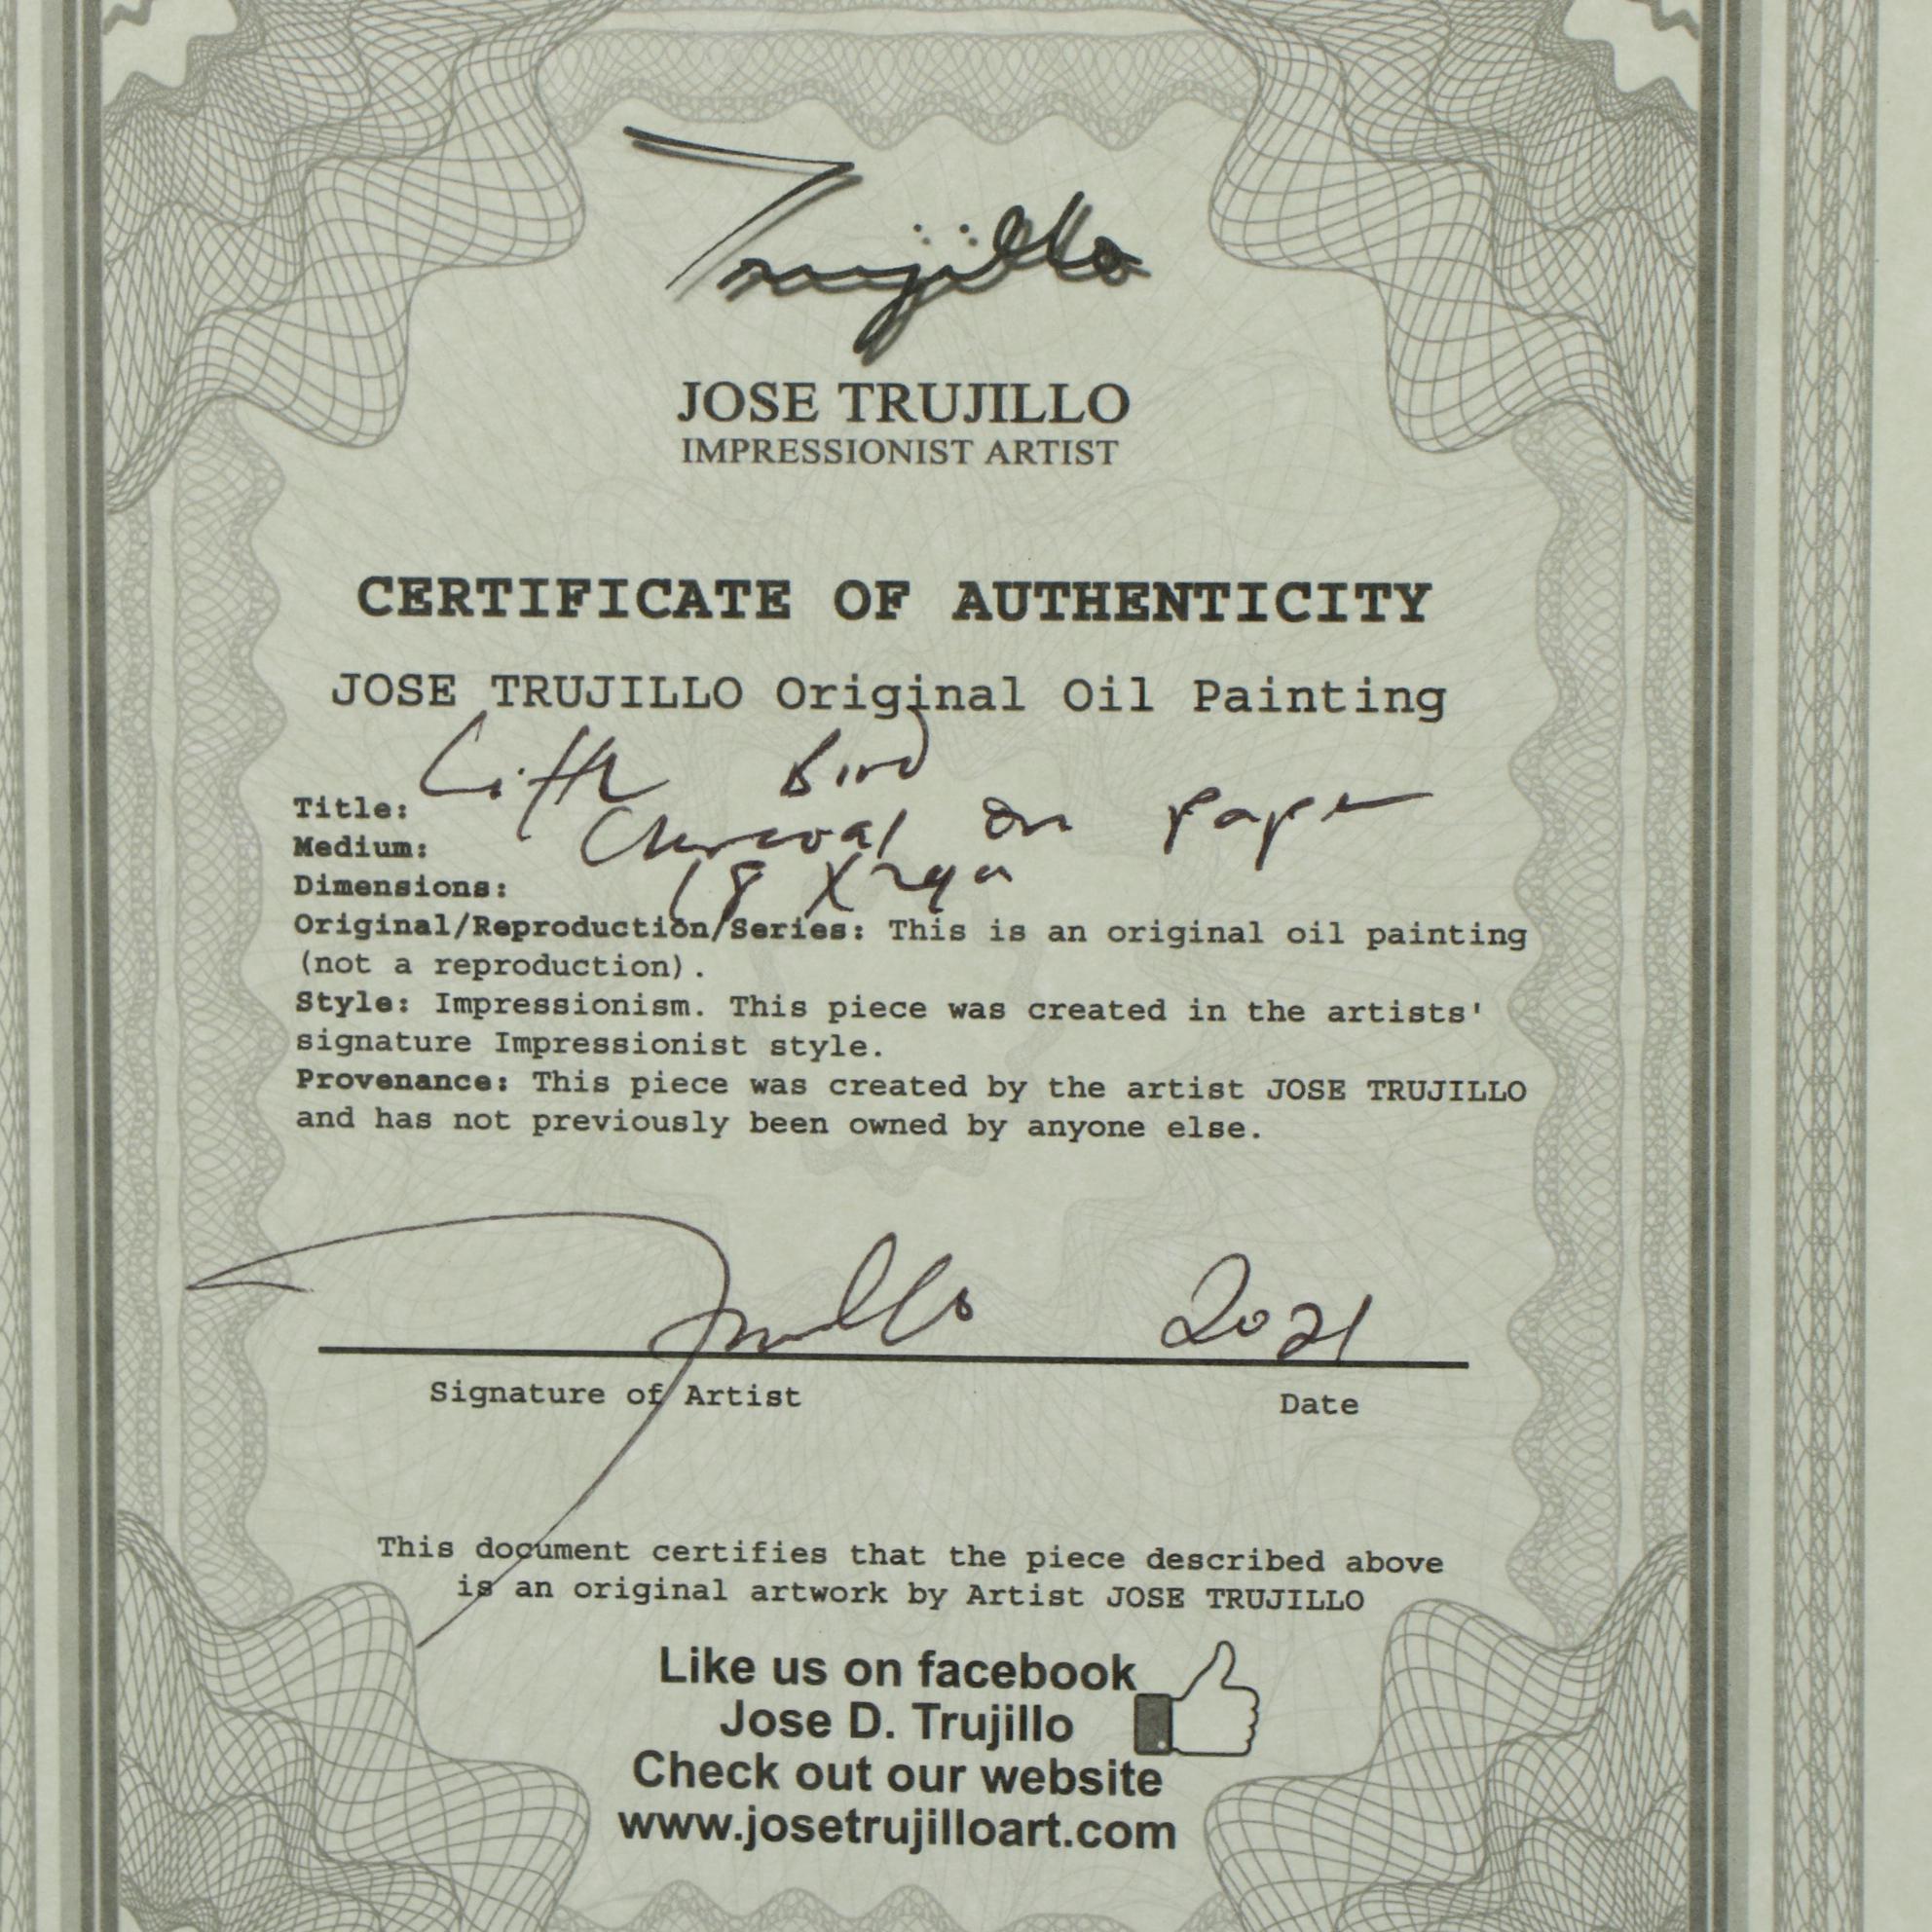 Trujillo
JOSE TRUJILLO
IMPRESSIONIST ARTIST
CERTIFICATE OF AUTHENTICITY
JOSE TRUJILLO Original Oil Painting
Title: Little Bird
Medium: Charcoal on paper
Dimensions: 18 X 24"
Original/Reproduction/Series: This is an original oil painting
(not a reproduction).
Style: Impressionism. This piece was created in the artists'
signature Impressionist style.
Provenance: This piece was created by the artist JOSE TRUJILLO
and has not previously been owned by anyone else.
Trujillo 2021
Signature of Artist Date
This document certifies that the piece described above
is an original artwork by Artist JOSE TRUJILLO
Like us on facebook
Jose D. Trujillo
Check out our website
www.josetrujilloart.com